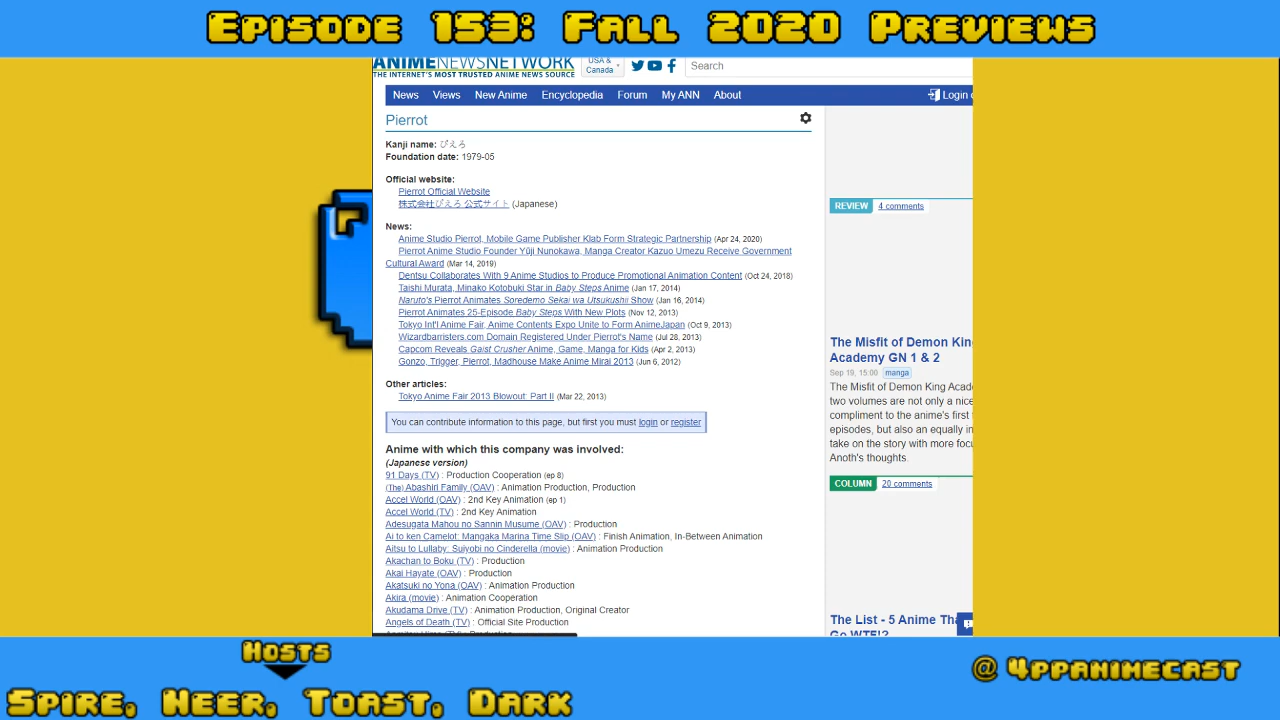 Episode 153: Fall 2020 Previews
ANIMENEWSNETWORK
THE INTERNET'S MOST TRUSTED ANIME NEWS SOURCE
USA &
Canada
Search
News Views New Anime Encyclopedia Forum My ANN About Login
Pierrot
Kanji name: ぴえろ
Foundation date: 1979-05
Official website:
Pierrot Official Website
株式会社ぴえろ 公式サイト (Japanese)
News:
Anime Studio Pierrot, Mobile Game Publisher Klab Form Strategic Partnership (Apr 24, 2020)
Pierrot Anime Studio Founder Yūji Nunokawa, Manga Creator Kazuo Umezu Receive Government
Cultural Award (Mar 14, 2019)
Dentsu Collaborates With 9 Anime Studios to Produce Promotional Animation Content (Oct 24, 2018)
Taishi Murata, Minako Kotobuki Star in Baby Steps Anime (Jan 17, 2014)
Naruto's Pierrot Animates Soredemo Sekai wa Utsukushii Show (Jan 16, 2014)
Pierrot Animates 25-Episode Baby Steps With New Plots (Nov 12, 2013)
Tokyo Int'l Anime Fair, Anime Contents Expo Unite to Form AnimeJapan (Oct 9, 2013)
Wizardbarristers.com Domain Registered Under Pierrot's Name (Jul 28, 2013)
Capcom Reveals Gaist Crusher Anime, Game, Manga for Kids (Apr 2, 2013)
Gonzo, Trigger, Pierrot, Madhouse Make Anime Mirai 2013 (Jun 6, 2012)
Other articles:
Tokyo Anime Fair 2013 Blowout: Part II (Mar 22, 2013)
You can contribute information to this page, but first you must login or register
Anime with which this company was involved:
(Japanese version)
91 Days (TV) : Production Cooperation (ep 8)
(The) Abashiri Family (OAV) : Animation Production, Production
Accel World (OAV) : 2nd Key Animation (ep 1)
Accel World (TV) : 2nd Key Animation
Adesugata Mahou no Sannin Musume (OAV) : Production
Ai to ken Camelot: Mangaka Marina Time Slip (OAV) : Finish Animation, In-Between Animation
Aitsu to Lullaby: Suiyobi no Cinderella (movie) : Animation Production
Akachan to Boku (TV) : Production
Akai Hayate (OAV) : Production
Akatsuki no Yona (OAV) : Animation Production
Akira (movie) : Animation Cooperation
Akudama Drive (TV) : Animation Production, Original Creator
Angels of Death (TV) : Official Site Production
REVIEW 4 comments
The Misfit of Demon Kin
Academy GN 1 & 2
Sep 19, 15:00 manga
The Misfit of Demon King Acad
two volumes are not only a nice
compliment to the anime's first
episodes, but also an equally in
take on the story with more focu
Anoth's thoughts.
COLUMN 20 comments
The List - 5 Anime Tha
Go WTF!?
Hosts
Spire, Neer, Toast, Dark
@ 4ppanimecast